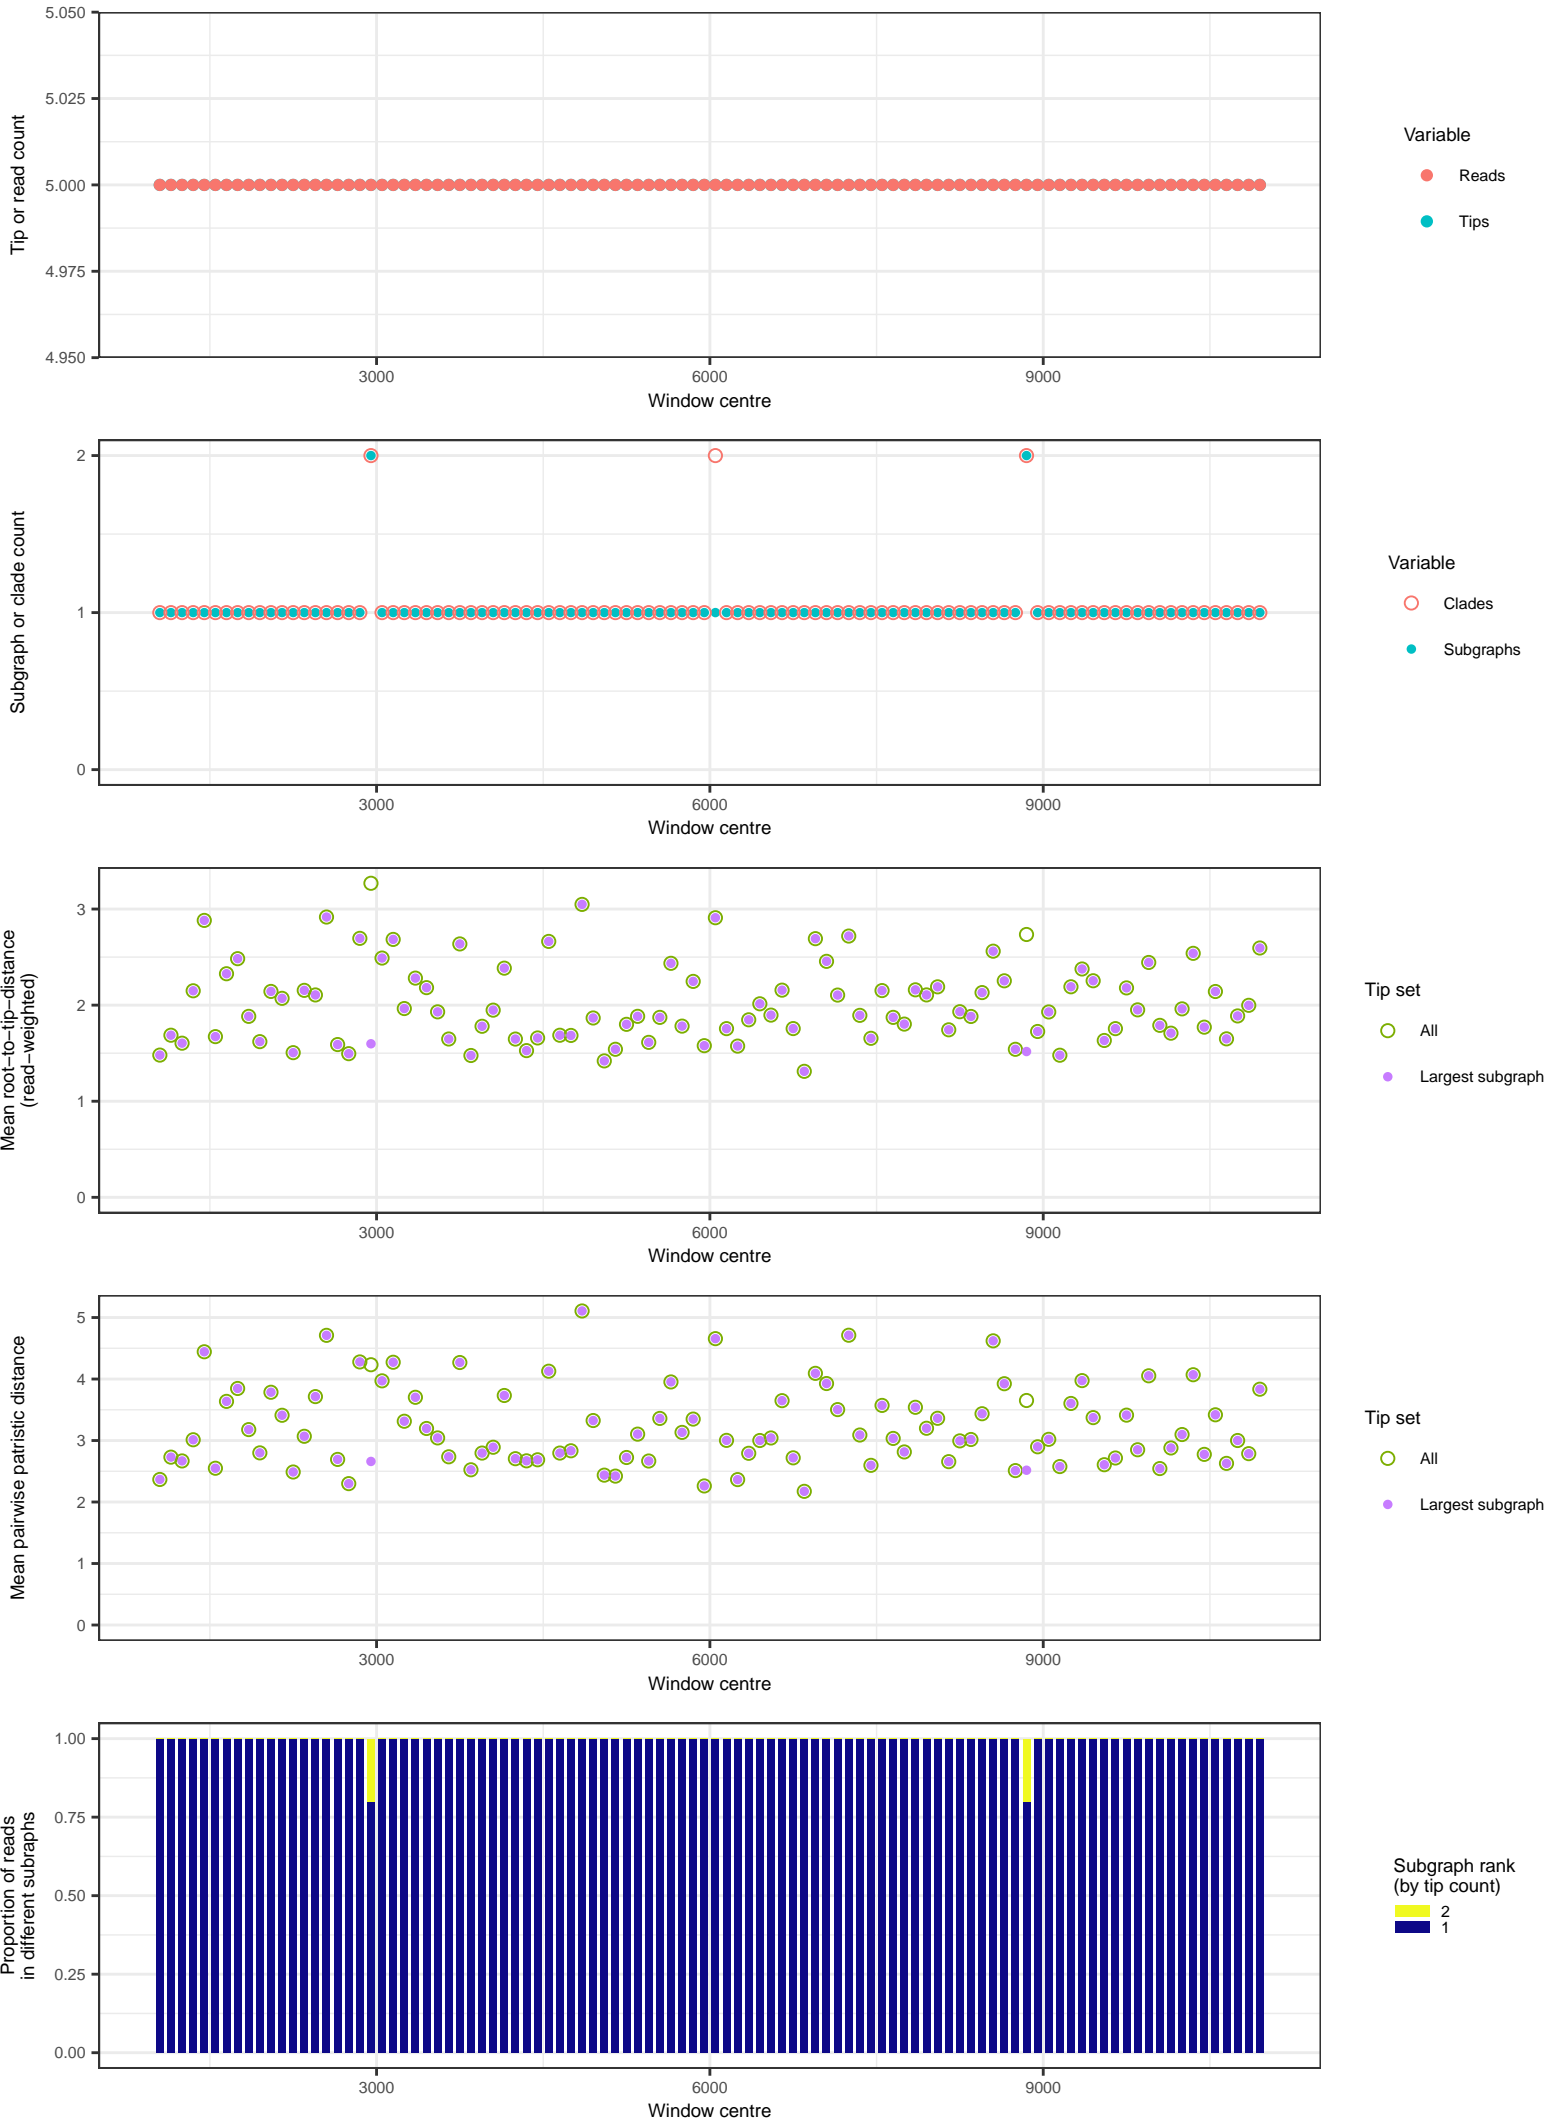 5.050
5.025
5.000
4.975
4.950
Tip or read count
3000
6000
9000
Window centre
Variable
Reads
Tips
2
1
0
Subgraph or clade count
3000
6000
9000
Window centre
Variable
Clades
Subgraphs
3
2
1
0
Mean root−to−tip−distance
(read−weighted)
3000
6000
9000
Window centre
Tip set
All
Largest subgraph
5
4
3
2
1
0
Mean pairwise patristic distance
3000
6000
9000
Window centre
Tip set
All
Largest subgraph
1.00
0.75
0.50
0.25
0.00
Proportion of reads
in different subraphs
3000
6000
9000
Window centre
Subgraph rank
(by tip count)
2
1